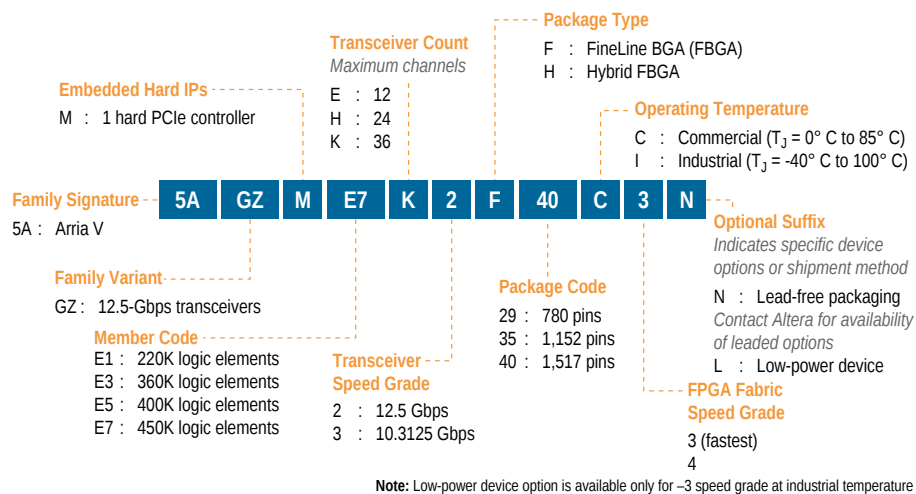 Package Type
F : FineLine BGA (FBGA)
H : Hybrid FBGA
Transceiver Count
Maximum channels
E : 12
H : 24
K : 36
Embedded Hard IPs
M : 1 hard PCIe controller
Operating Temperature
C : Commercial (TJ = 0° C to 85° C)
I : Industrial (TJ = -40° C to 100° C)
Family Signature
5A : Arria V
5A GZ M E7 K 2 F 40 C 3 N
Optional Suffix
Indicates specific device
options or shipment method
N : Lead-free packaging
Contact Altera for availability
of leaded options
L : Low-power device
Family Variant
GZ : 12.5-Gbps transceivers
Member Code
E1 : 220K logic elements
E3 : 360K logic elements
E5 : 400K logic elements
E7 : 450K logic elements
Transceiver
Speed Grade
2 : 12.5 Gbps
3 : 10.3125 Gbps
Package Code
29 : 780 pins
35 : 1,152 pins
40 : 1,517 pins
FPGA Fabric
Speed Grade
3 (fastest)
4
Note: Low-power device option is available only for –3 speed grade at industrial temperature